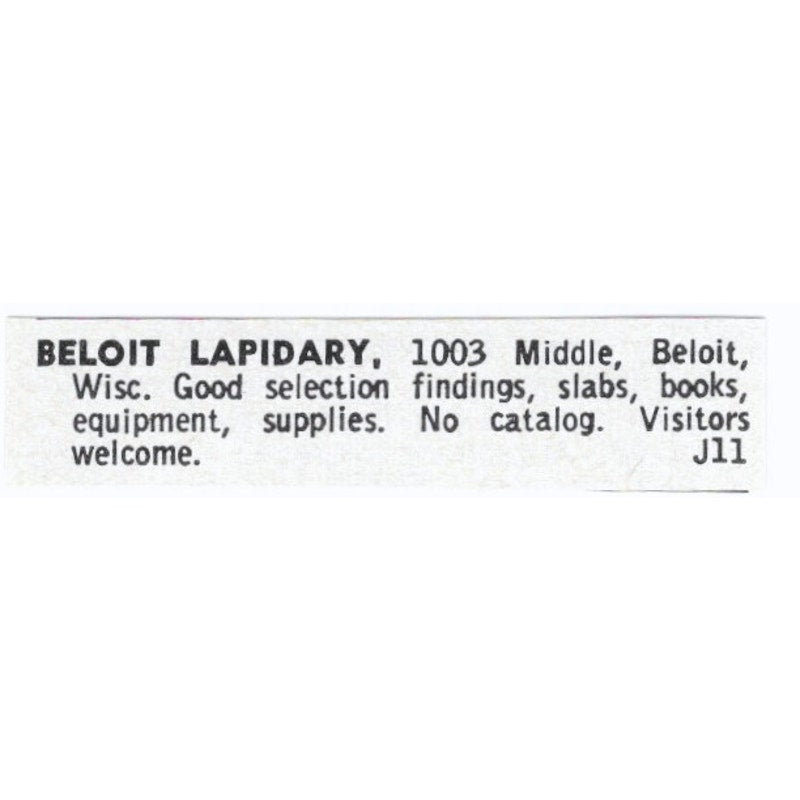 BELOIT LAPIDARY, 1003 Middle, Beloit,
Wisc. Good selection findings, slabs, books,
equipment, supplies. No catalog. Visitors
welcome. J11